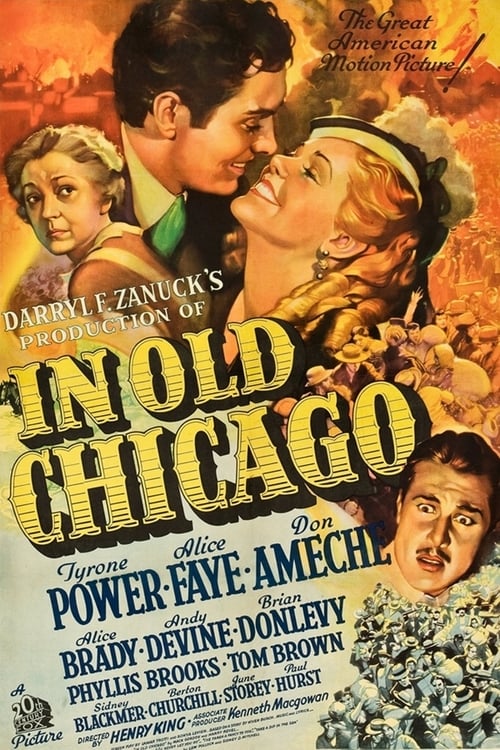 The Great
American
Motion Picture!
DARRYL F. ZANUCK'S
PRODUCTION OF
IN OLD
CHICAGO
Tyrone Alice Don
POWER · FAYE · AMECHE
Alice Andy Brian
BRADY · DEVINE · DONLEVY
PHYLLIS BROOKS · TOM BROWN
Sidney Berton June Paul
BLACKMER · CHURCHILL · STOREY · HURST
DIRECTED BY HENRY KING · ASSOCIATE PRODUCER Kenneth Macgowan
A
20TH
CENTURY
FOX
Picture